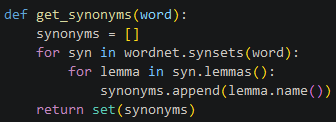 def get_synonyms(word):
    synonyms = []
    for syn in wordnet.synsets(word):
        for lemma in syn.lemmas():
            synonyms.append(lemma.name())
    return set(synonyms)